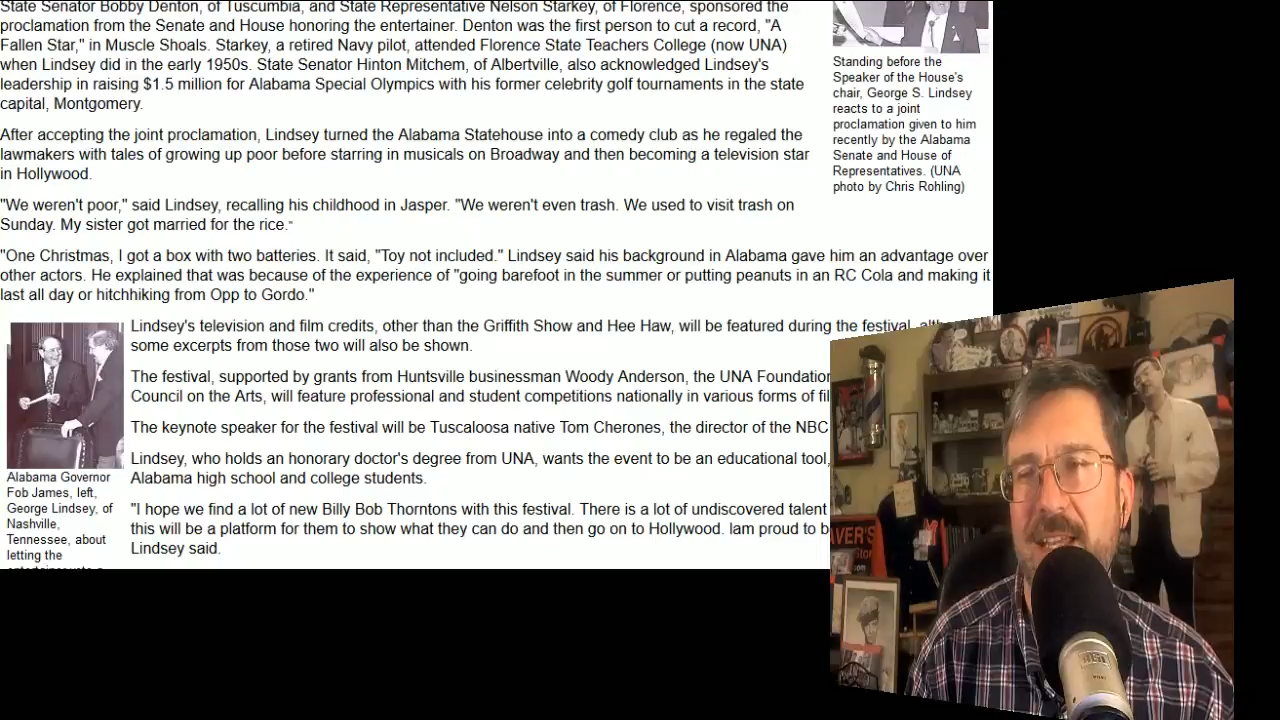 State Senator Bobby Denton, of Tuscumbia, and State Representative Nelson Starkey, of Florence, sponsored the
proclamation from the Senate and House honoring the entertainer. Denton was the first person to cut a record, "A
Fallen Star," in Muscle Shoals. Starkey, a retired Navy pilot, attended Florence State Teachers College (now UNA)
when Lindsey did in the early 1950s. State Senator Hinton Mitchem, of Albertville, also acknowledged Lindsey's
leadership in raising $1.5 million for Alabama Special Olympics with his former celebrity golf tournaments in the state
capital, Montgomery.
After accepting the joint proclamation, Lindsey turned the Alabama Statehouse into a comedy club as he regaled the
lawmakers with tales of growing up poor before starring in musicals on Broadway and then becoming a television star
in Hollywood.
"We weren't poor," said Lindsey, recalling his childhood in Jasper. "We weren't even trash. We used to visit trash on
Sunday. My sister got married for the rice."
"One Christmas, I got a box with two batteries. It said, "Toy not included." Lindsey said his background in Alabama gave him an advantage over
other actors. He explained that was because of the experience of "going barefoot in the summer or putting peanuts in an RC Cola and making it
last all day or hitchhiking from Opp to Gordo."
Standing before the
Speaker of the House's
chair, George S. Lindsey
reacts to a joint
proclamation given to him
recently by the Alabama
Senate and House of
Representatives. (UNA
photo by Chris Rohling)
Lindsey's television and film credits, other than the Griffith Show and Hee Haw, will be featured during the festival,
some excerpts from those two will also be shown.
The festival, supported by grants from Huntsville businessman Woody Anderson, the UNA Foundation
Council on the Arts, will feature professional and student competitions nationally in various forms of
The keynote speaker for the festival will be Tuscaloosa native Tom Cherones, the director of the NBC
Lindsey, who holds an honorary doctor's degree from UNA, wants the event to be an educational tool,
Alabama high school and college students.
"I hope we find a lot of new Billy Bob Thorntons with this festival. There is a lot of undiscovered talent
this will be a platform for them to show what they can do and then go on to Hollywood. Iam proud to
Lindsey said.
Alabama Governor
Fob James, left,
George Lindsey, of
Nashville,
Tennessee, about
letting the